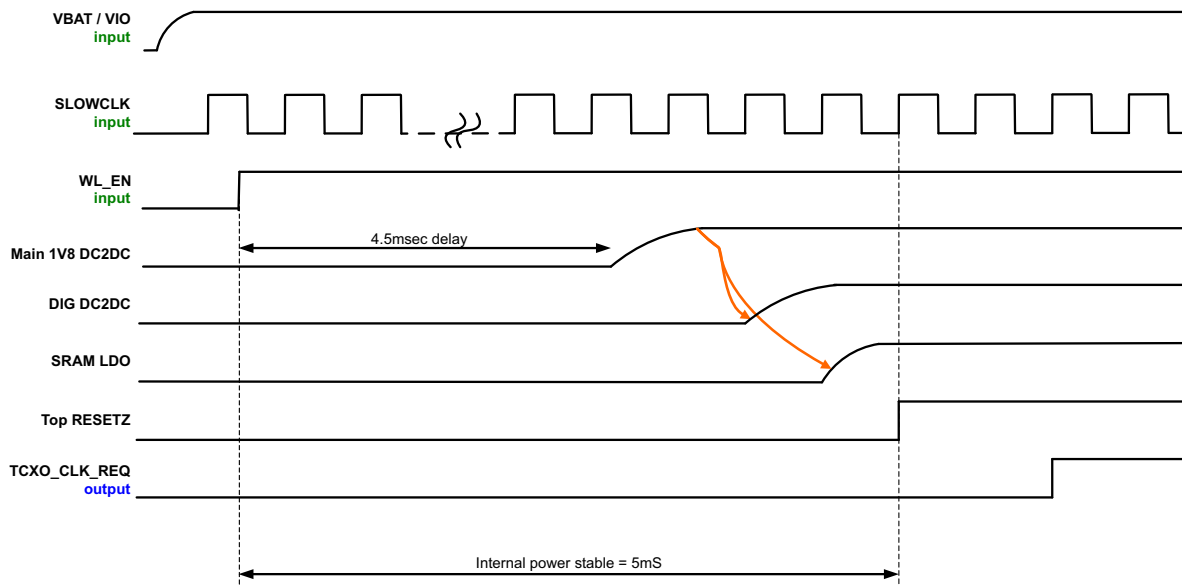 VBAT / VIO
input
SLOWCLK
input
WL_EN
input
4.5msec delay
Main 1V8 DC2DC
DIG DC2DC
SRAM LDO
Top RESETZ
TCXO_CLK_REQ
output
Internal power stable = 5mS